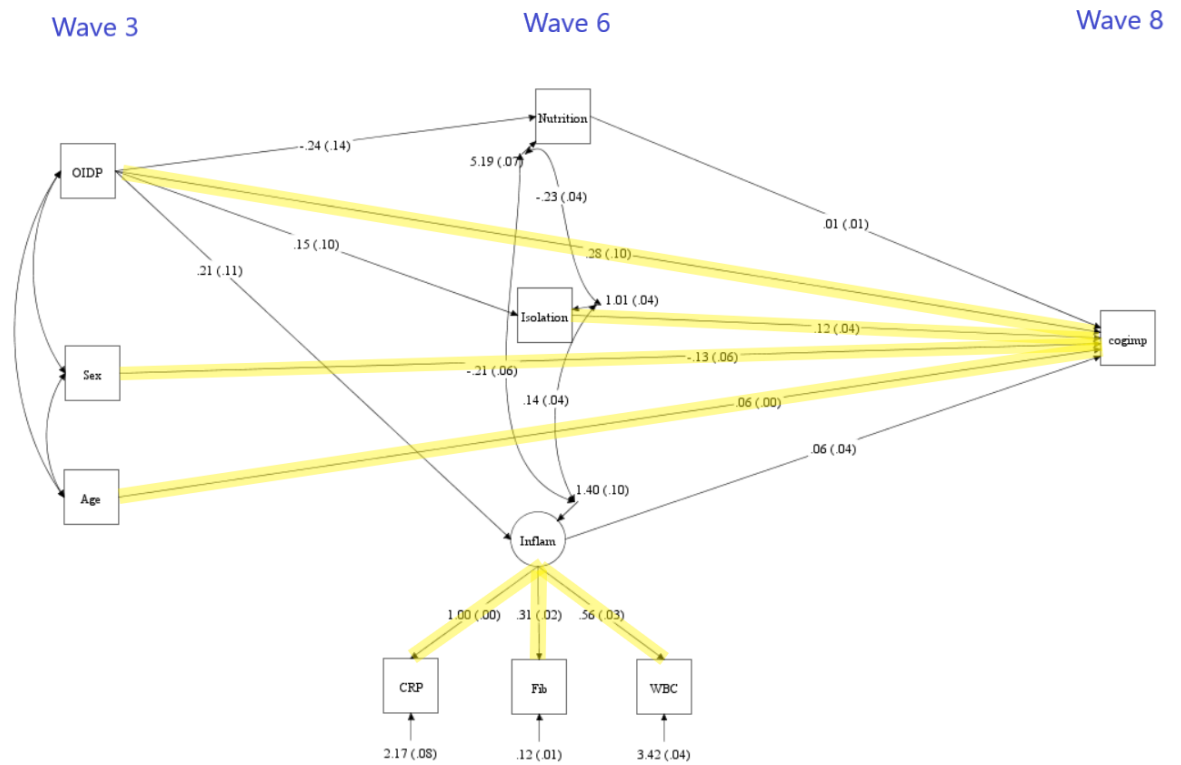 Wave 3
Wave 6
Wave 8
Nutrition
-.24 (.14)
5.19 (.07)
OIDP
-.23 (.04)
.01 (.01)
.15 (.10)
.28 (.10)
.21 (.11)
1.01 (.04)
Isolation
.12 (.04)
cogimp
-.13 (.06)
Sex
-.21 (.06)
.14 (.04)
.06 (.00)
.06 (.04)
Age
1.40 (.10)
Inflam
1.00 (.00)
.31 (.02)
.56 (.03)
CRP
Fib
WBC
2.17 (.08)
.12 (.01)
3.42 (.04)